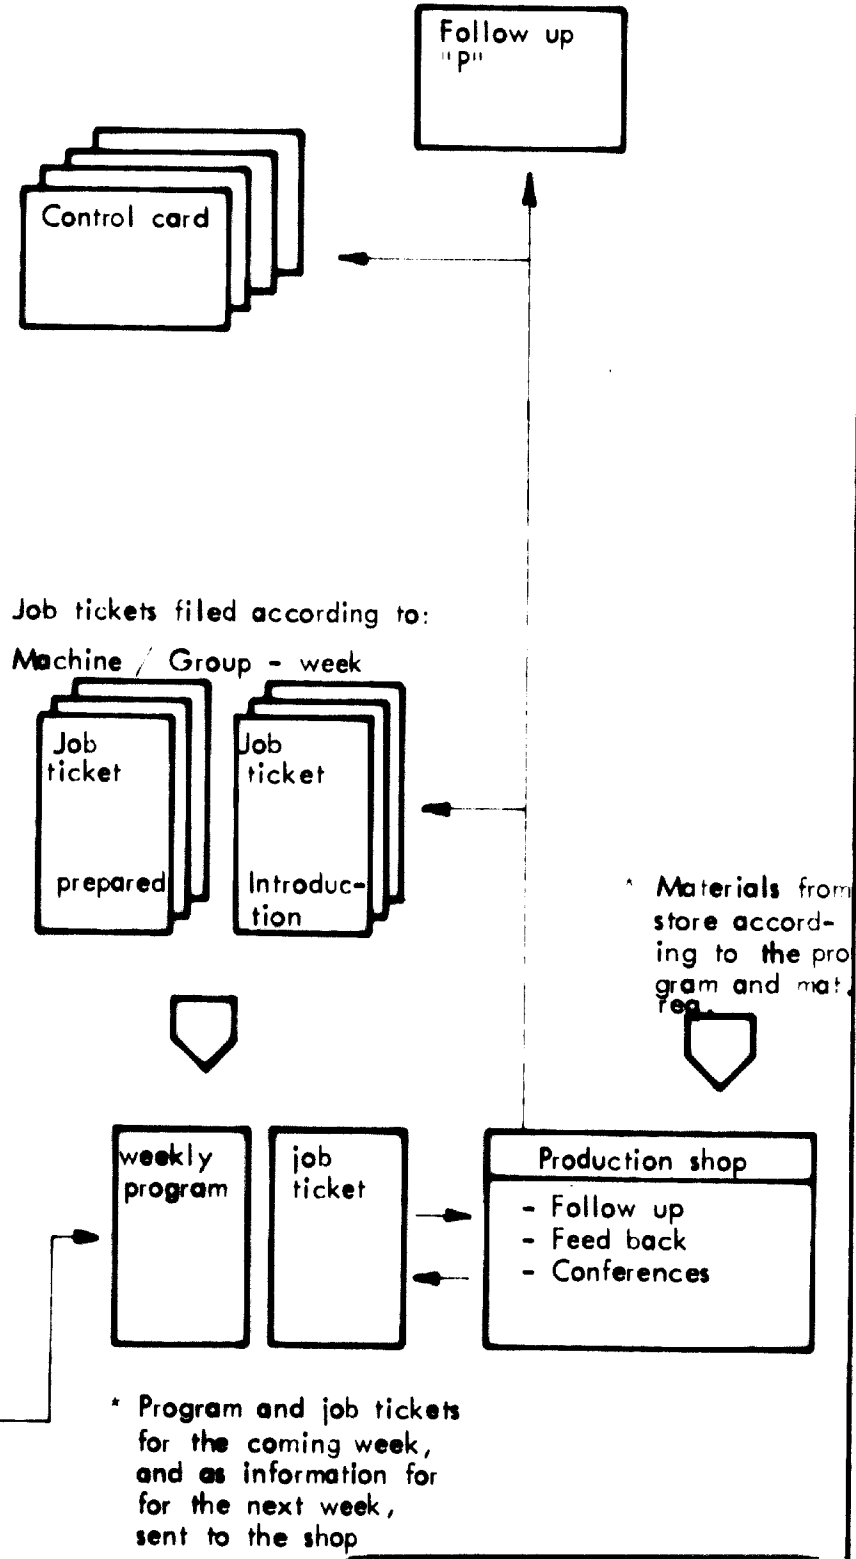 Follow up
"P"
Control card
Job tickets filed according to:
Machine / Group - week
Job
ticket
prepared
Job
ticket
Introduc-
tion
* Materials from
store accord-
ing to the pro
gram and mat.
req.
weekly
program
job
ticket
Production shop
- Follow up
- Feed back
- Conferences
* Program and job tickets
for the coming week,
and as information for
for the next week,
sent to the shop